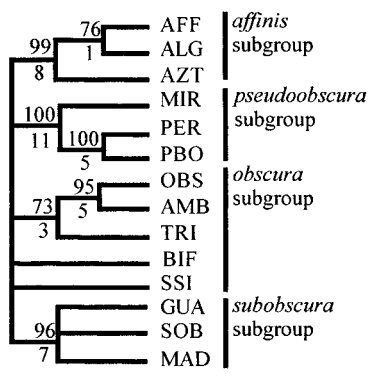 76 AFF affinis
99 1 ALG subgroup
8 AZT
100 MIR pseudoobscura
11 100 PER subgroup
5 PBO
95 OBS obscura
73 5 AMB subgroup
3 TRI
BIF
SSI
GUA subobscura
96 SOB subgroup
7 MAD